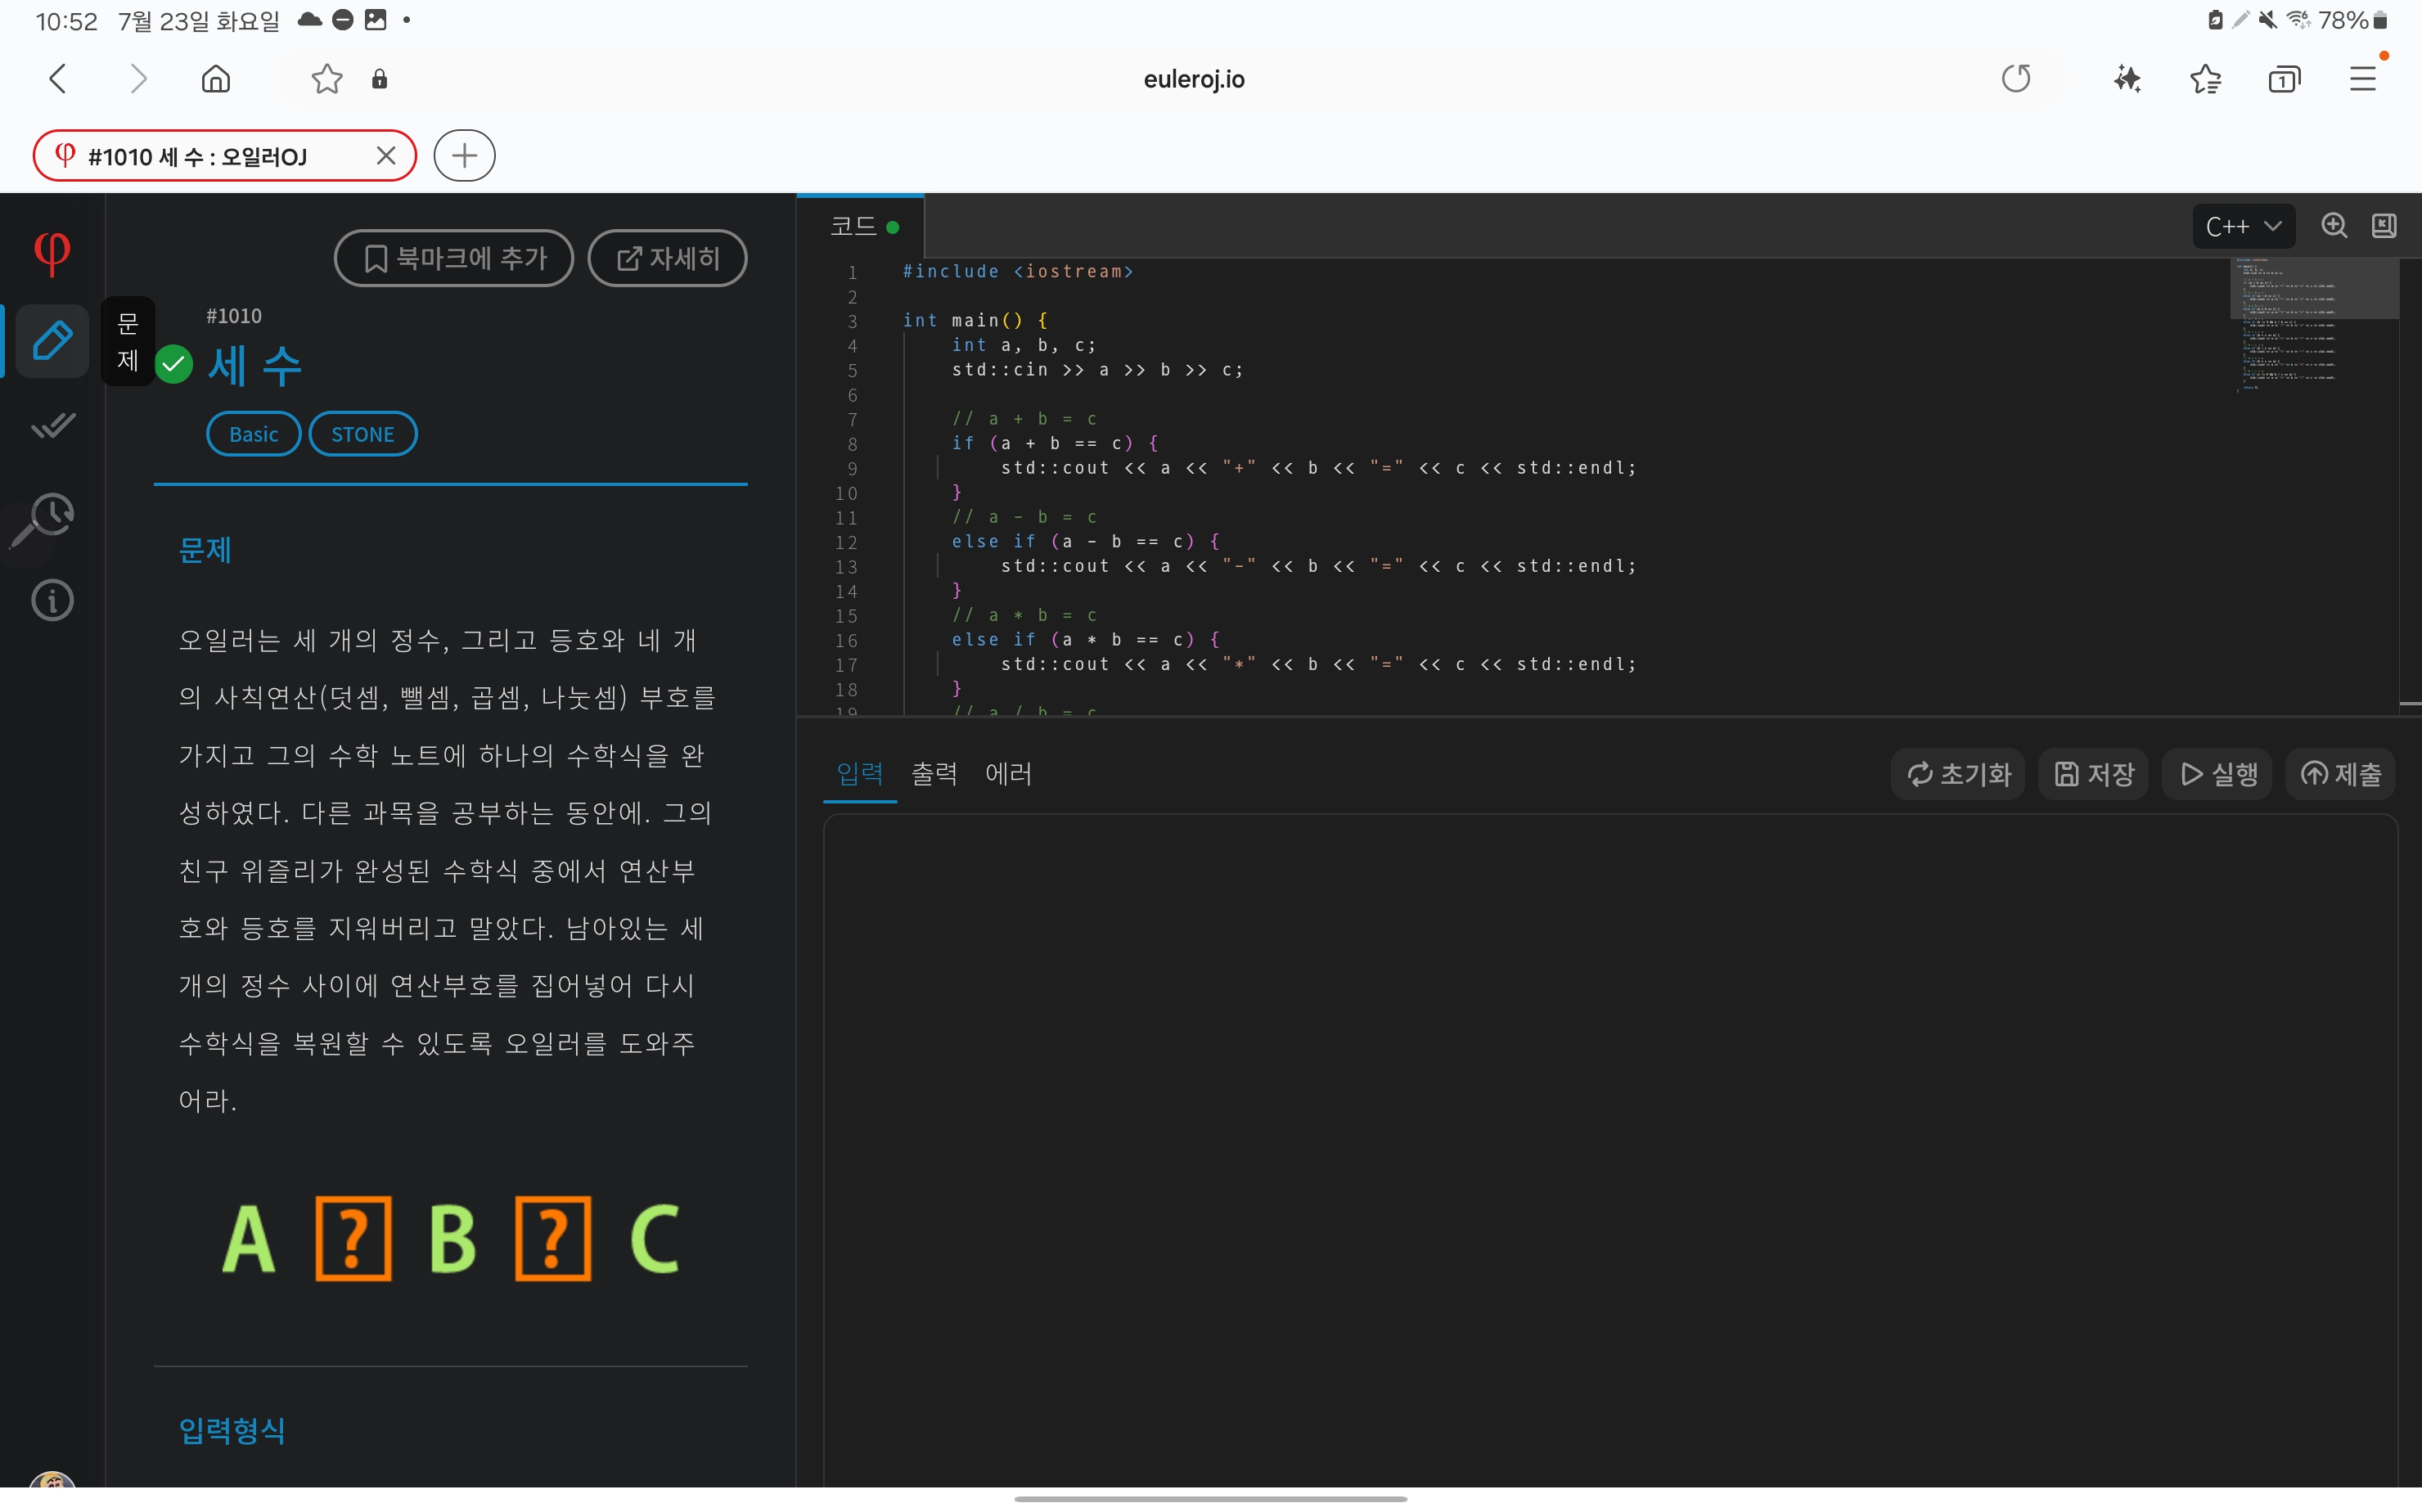 10:52 7월 23일 화요일
78%
euleroj.io
1
φ #1010 세 수 : 오일러OJ
φ
문
제
북마크에 추가
자세히
#1010
세 수
Basic
STONE
문제
오일러는 세 개의 정수, 그리고 등호와 네 개
의 사칙연산(덧셈, 뺄셈, 곱셈, 나눗셈) 부호를
가지고 그의 수학 노트에 하나의 수학식을 완
성하였다. 다른 과목을 공부하는 동안에. 그의
친구 위즐리가 완성된 수학식 중에서 연산부
호와 등호를 지워버리고 말았다. 남아있는 세
개의 정수 사이에 연산부호를 집어넣어 다시
수학식을 복원할 수 있도록 오일러를 도와주
어라.
A ? B ? C
입력형식
코드
C++
1 #include <iostream>
2
3 int main() {
4 int a, b, c;
5 std::cin >> a >> b >> c;
6
7 // a + b = c
8 if (a + b == c) {
9 std::cout << a << "+" << b << "=" << c << std::endl;
10 }
11 // a - b = c
12 else if (a - b == c) {
13 std::cout << a << "-" << b << "=" << c << std::endl;
14 }
15 // a * b = c
16 else if (a * b == c) {
17 std::cout << a << "*" << b << "=" << c << std::endl;
18 }
19 // a / b = c
입력 출력 에러
초기화 저장 실행 제출